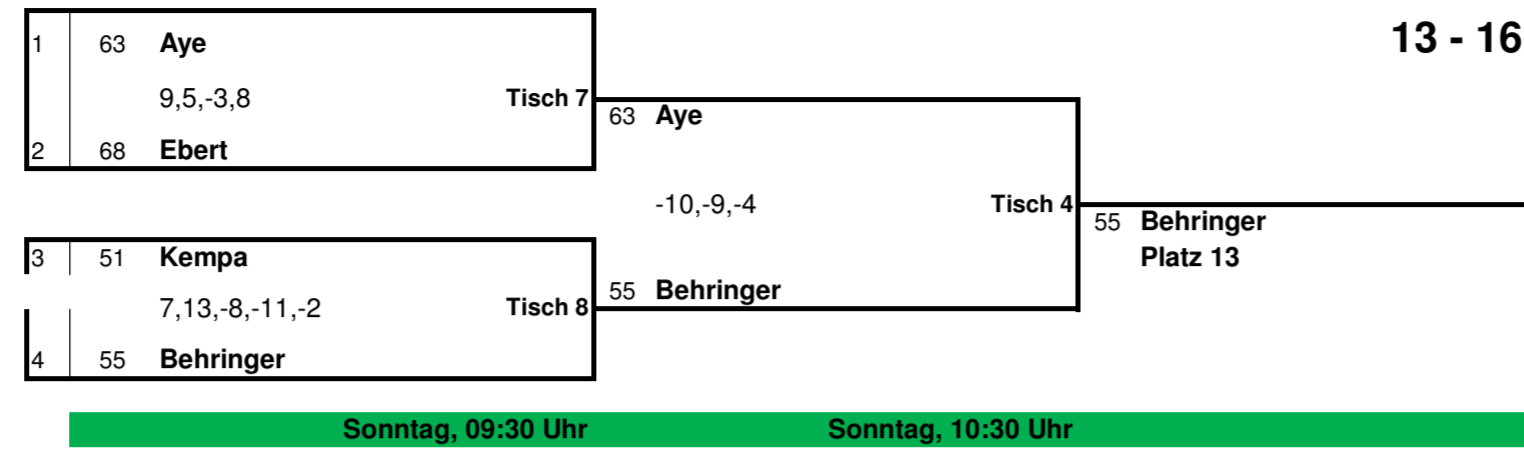 13 - 16
1 63 Aye
9,5,-3,8 Tisch 7
2 68 Ebert
63 Aye
-10,-9,-4 Tisch 4
55 Behringer
Platz 13
3 51 Kempa
7,13,-8,-11,-2 Tisch 8
4 55 Behringer
55 Behringer
Sonntag, 09:30 Uhr Sonntag, 10:30 Uhr